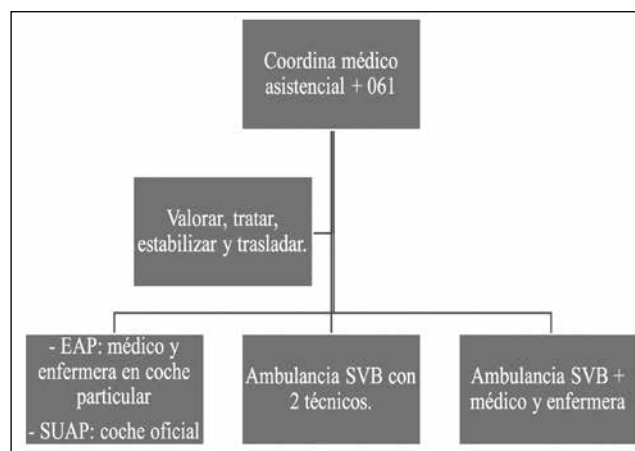 Coordina médico
asistencial + 061
Valorar, tratar,
estabilizar y trasladar.
- EAP: médico y
enfermera en coche
particular
- SUAP: coche oficial
Ambulancia SVB con
2 técnicos.
Ambulancia SVB +
médico y enfermera